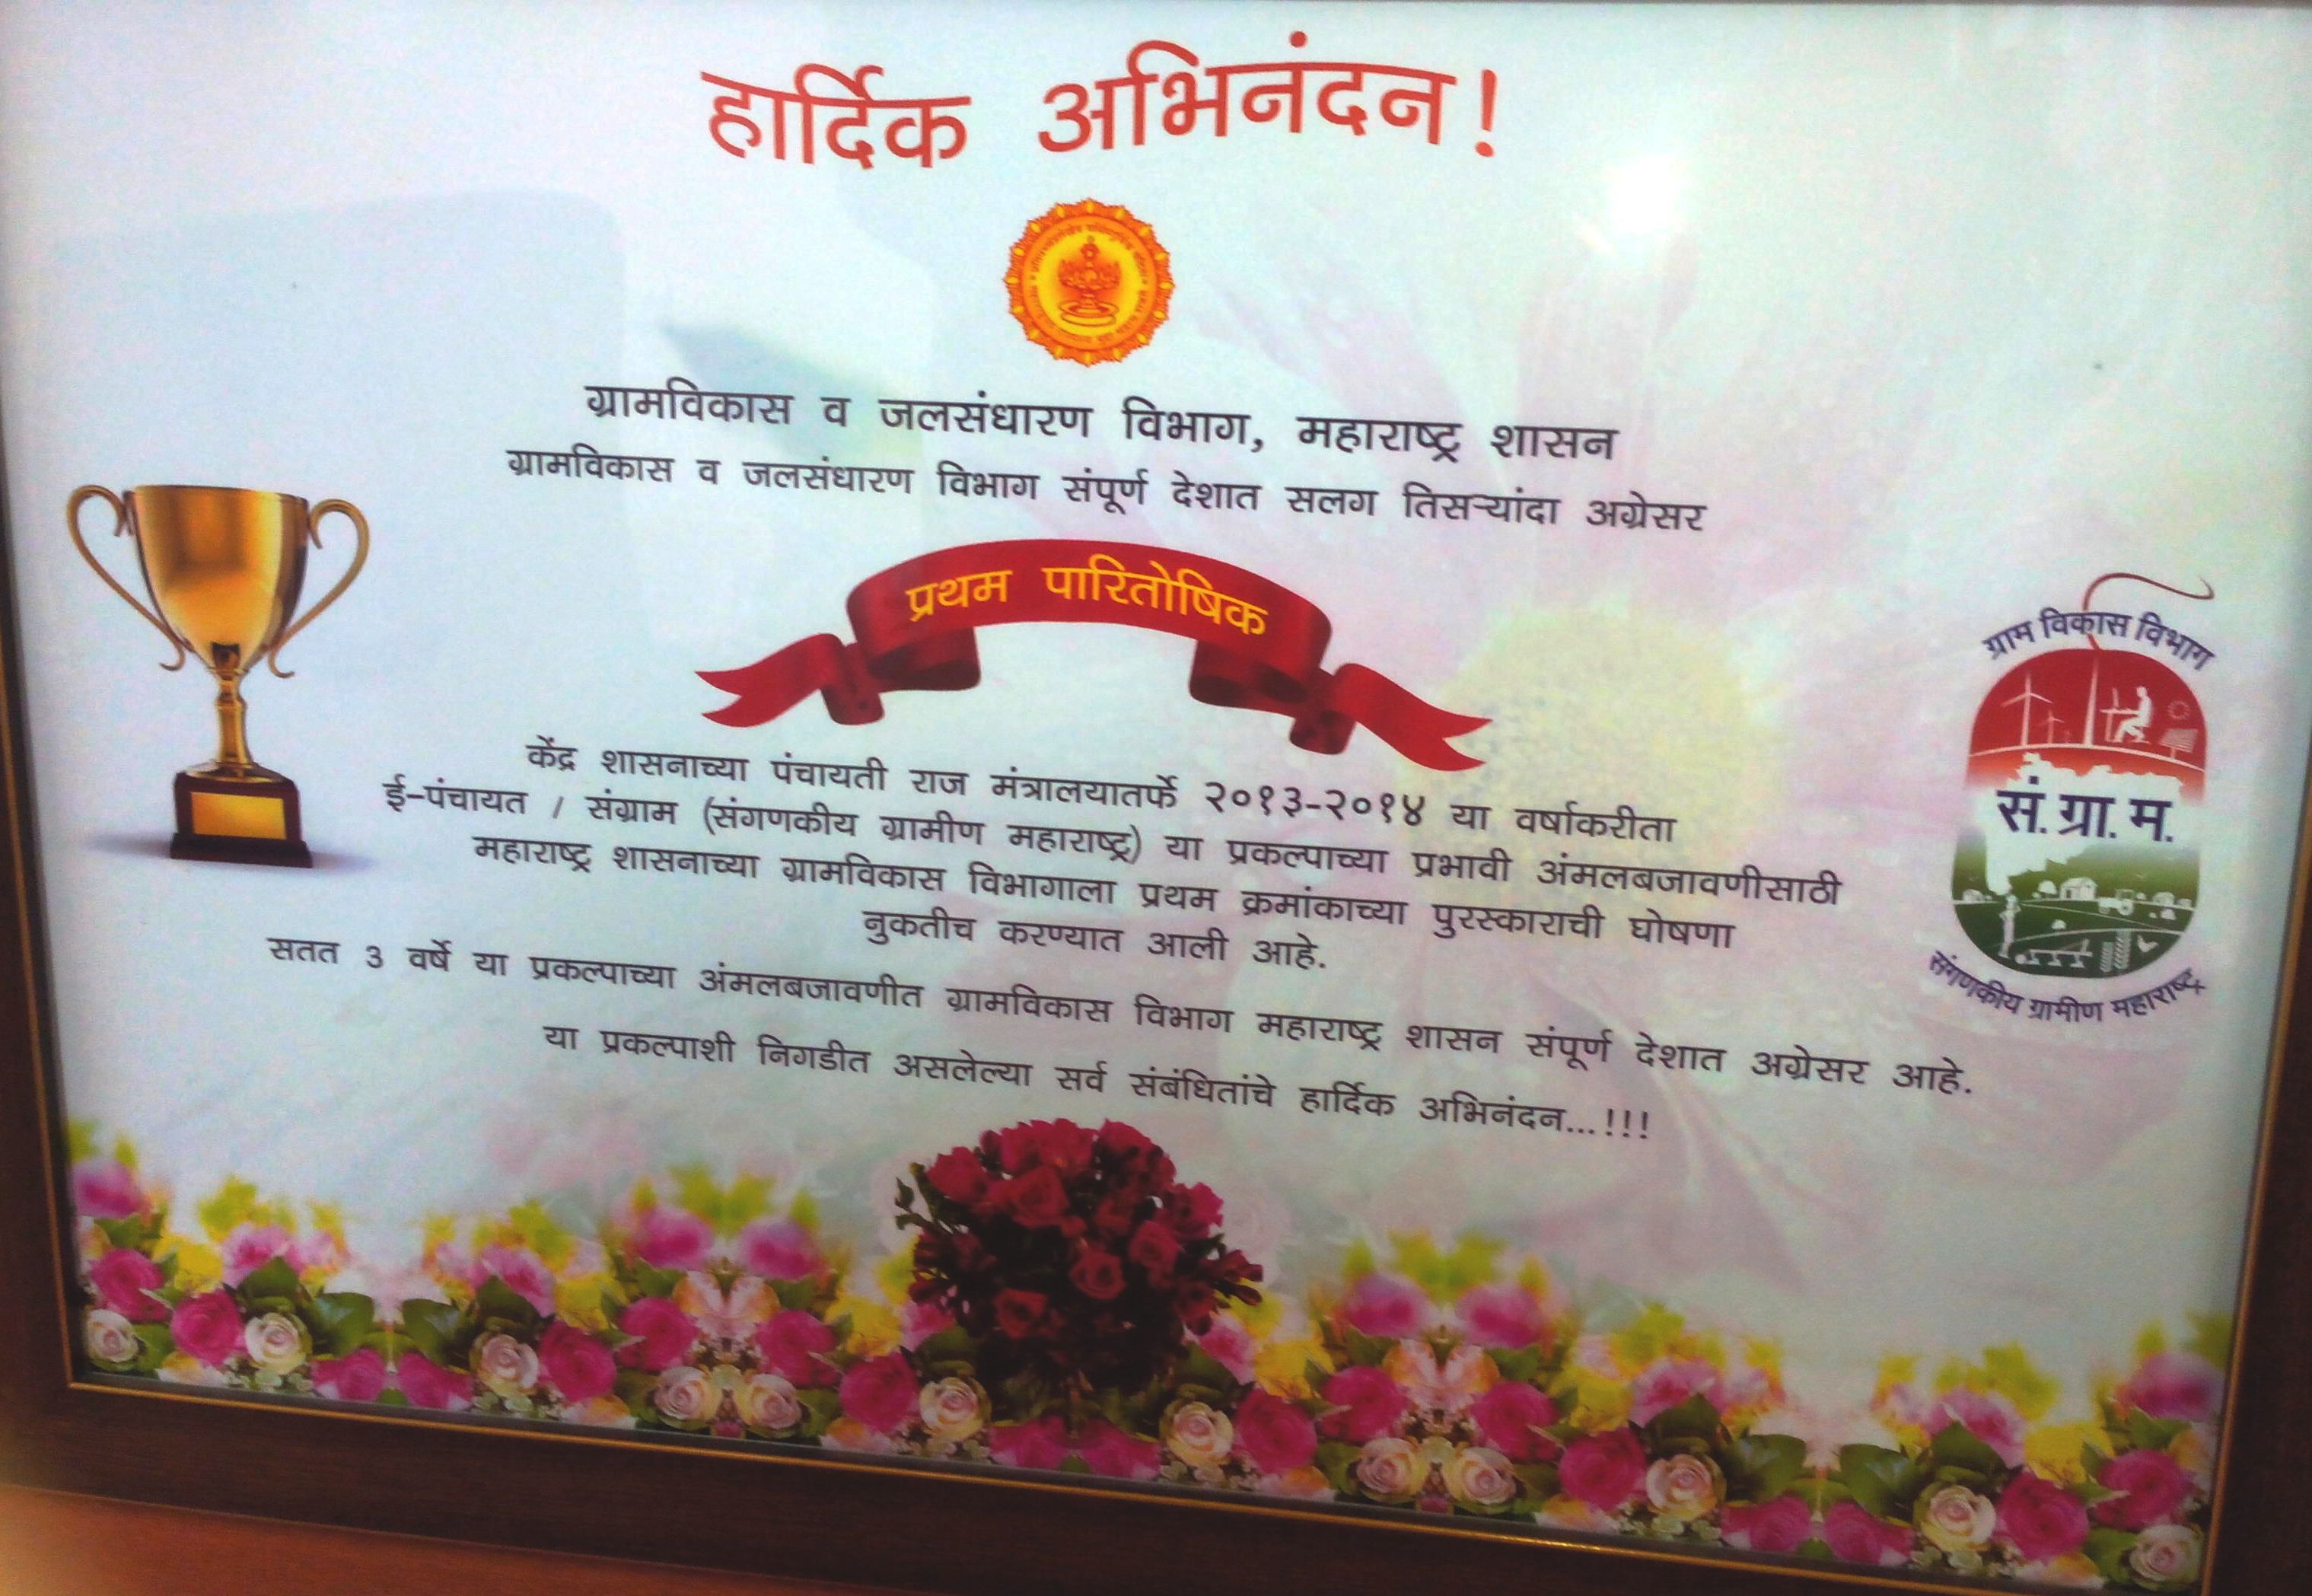 हार्दिक अभिनंदन!
ग्रामविकास व जलसंधारण विभाग, महाराष्ट्र शासन
ग्रामविकास व जलसंधारण विभाग संपूर्ण देशात सलग तिसऱ्यांदा अग्रेसर
प्रथम पारितोषिक
केंद्र शासनाच्या पंचायती राज मंत्रालयातर्फे २०१३-२०१४ या वर्षाकरीता
ई-पंचायत / संग्राम (संगणकीय ग्रामीण महाराष्ट्र) या प्रकल्पाच्या प्रभावी अंमलबजावणीसाठी
महाराष्ट्र शासनाच्या ग्रामविकास विभागाला प्रथम क्रमांकाच्या पुरस्काराची घोषणा
नुकतीच करण्यात आली आहे.
सतत ३ वर्षे या प्रकल्पाच्या अंमलबजावणीत ग्रामविकास विभाग महाराष्ट्र शासन संपूर्ण देशात अग्रेसर आहे.
या प्रकल्पाशी निगडीत असलेल्या सर्व संबंधितांचे हार्दिक अभिनंदन...!!!
ग्राम विकास विभाग
सं. ग्रा. म.
संगणकीय ग्रामीण महाराष्ट्र